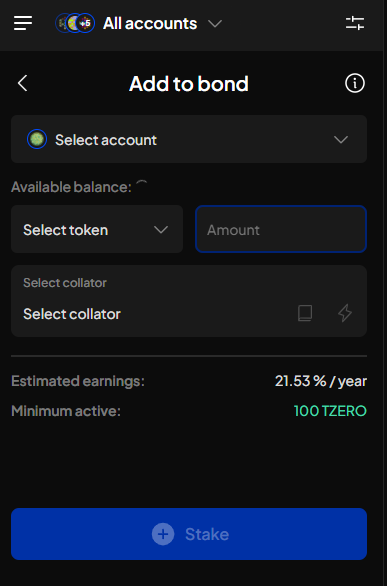 +5 All accounts
Add to bond
Select account
Available balance:
Select token
Amount
Select collator
Select collator
Estimated earnings: 21.53 % / year
Minimum active: 100 TZERO
Stake